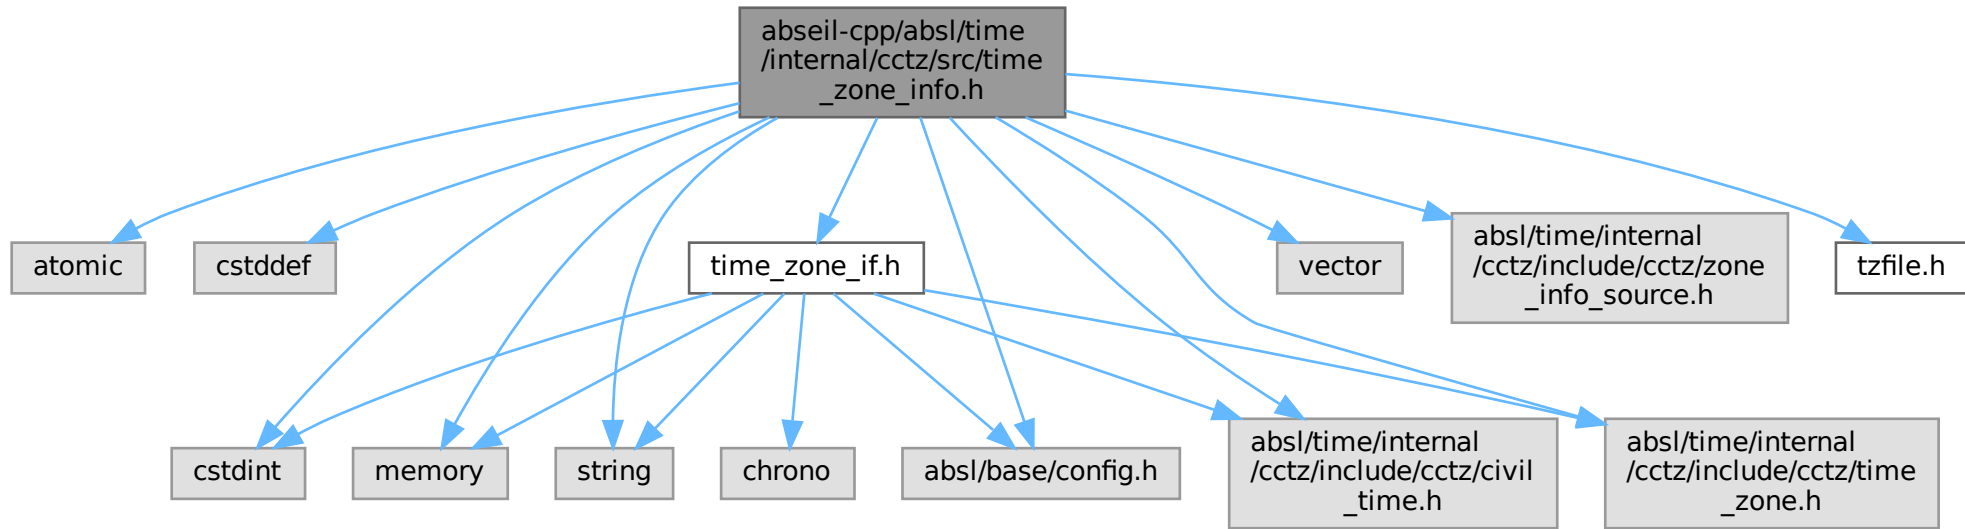 abseil-cpp/absl/time
/internal/cctz/src/time
_zone_info.h
atomic
cstddef
time_zone_if.h
vector
absl/time/internal
/cctz/include/cctz/zone
_info_source.h
tzfile.h
cstdint
memory
string
chrono
absl/base/config.h
absl/time/internal
/cctz/include/cctz/civil
_time.h
absl/time/internal
/cctz/include/cctz/time
_zone.h